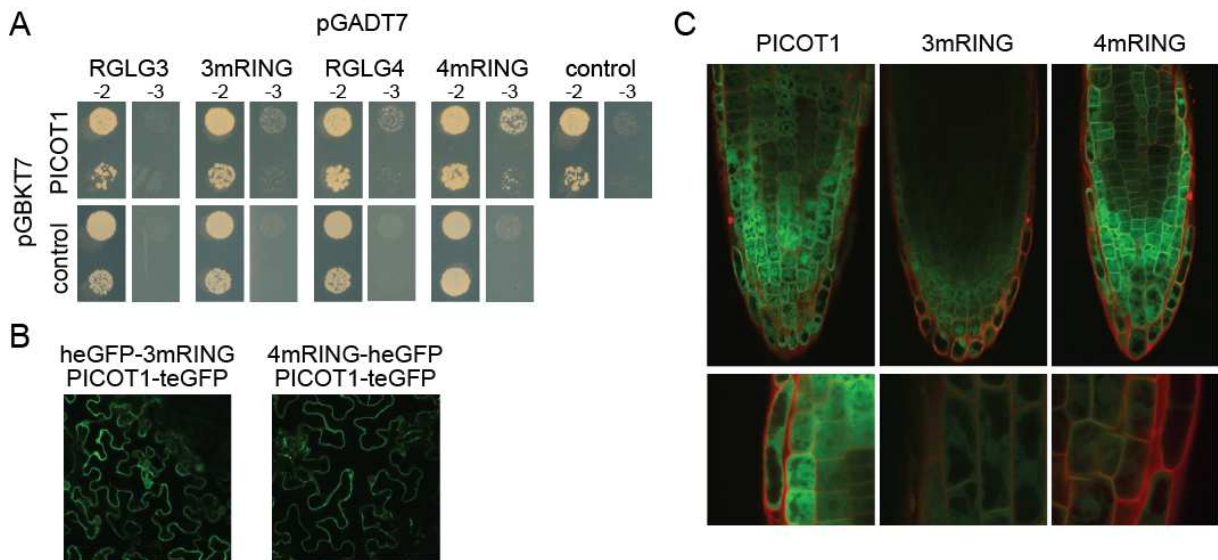 A
pGADT7
RGLG3 3mRING RGLG4 4mRING control
-2 -3 -2 -3 -2 -3 -2 -3 -2 -3
pGBKT7
PICOT1
control
B
heGFP-3mRING 4mRING-heGFP
PICOT1-teGFP PICOT1-teGFP
C
PICOT1 3mRING 4mRING